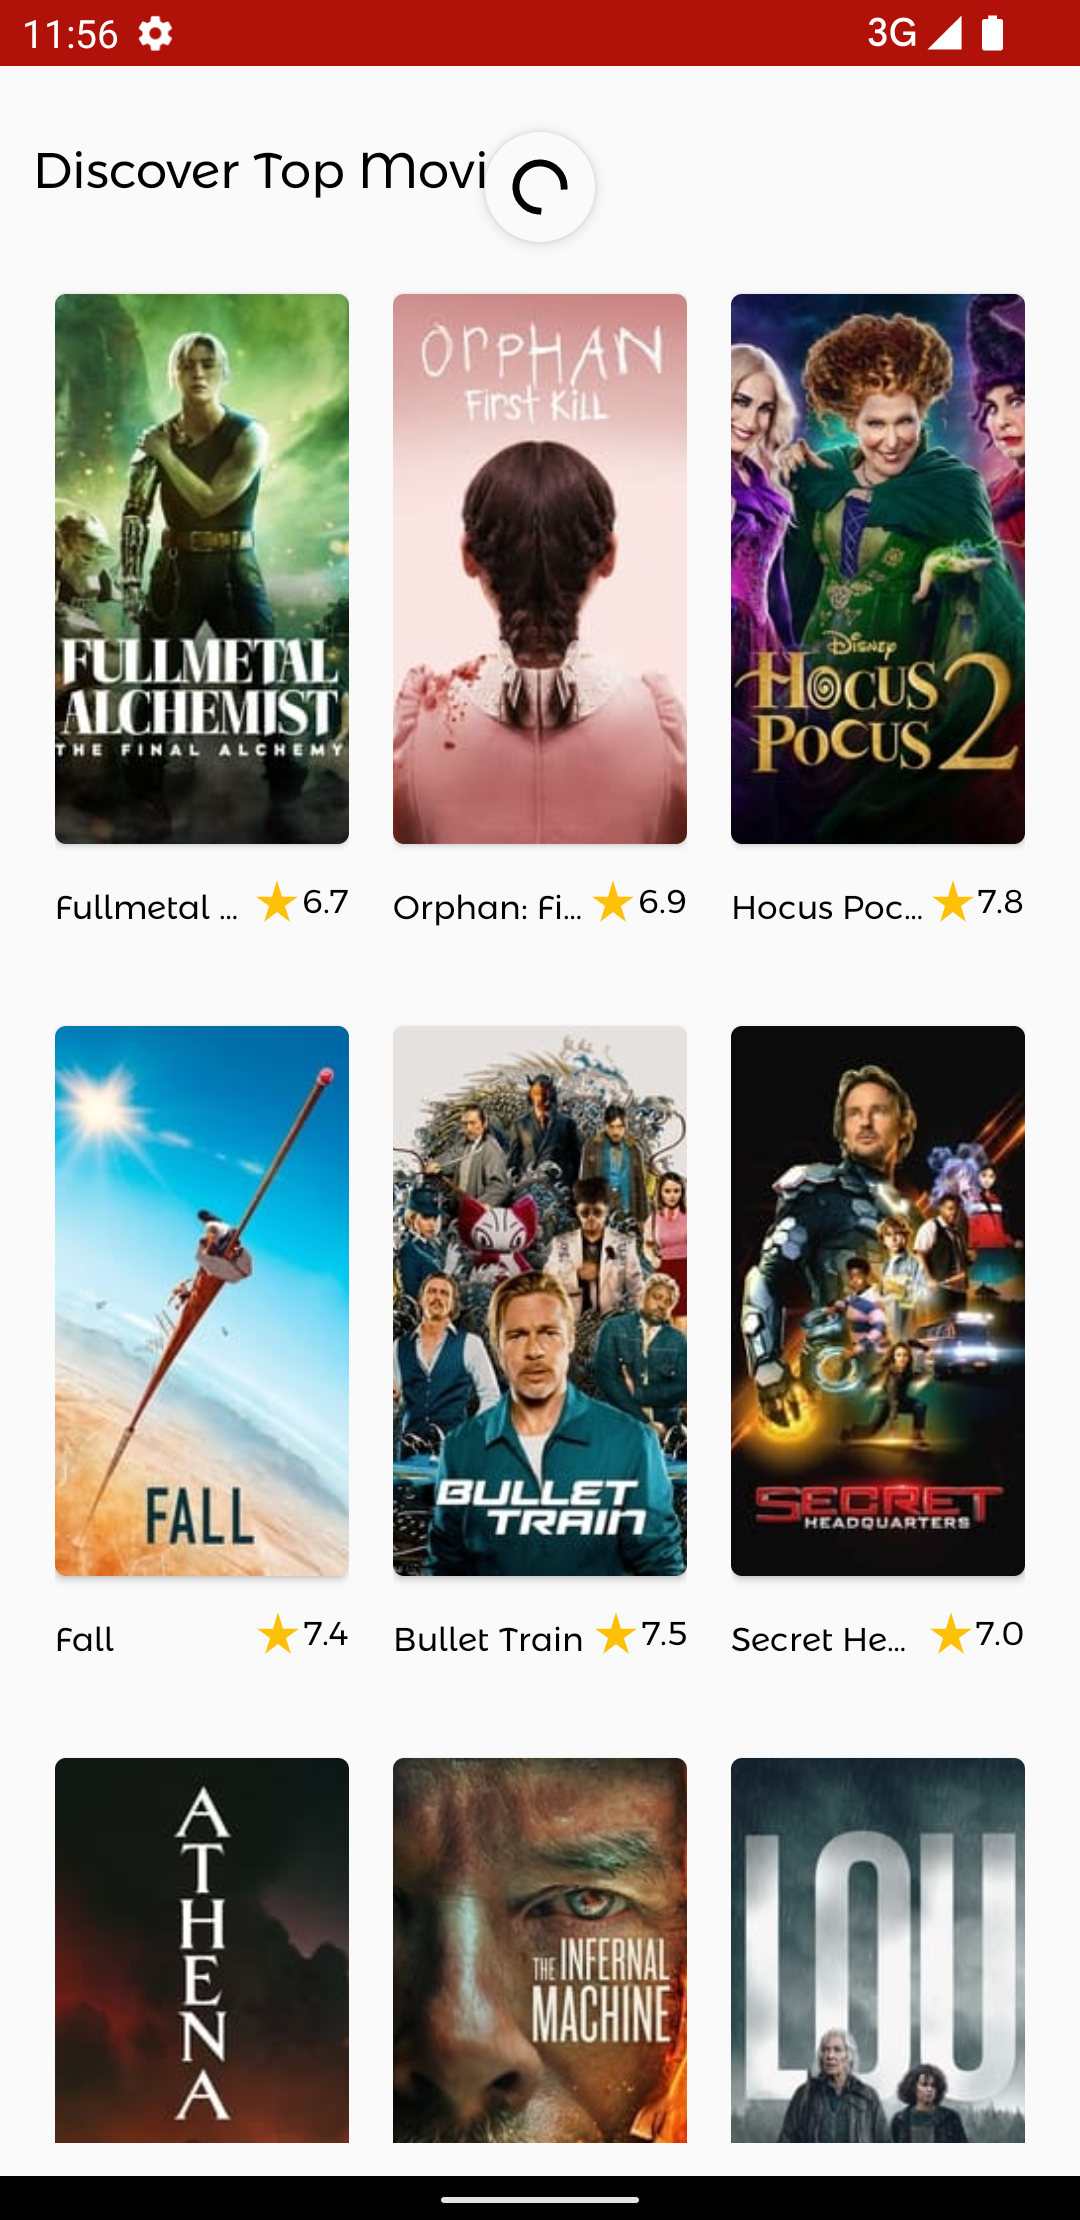 11:56
3G
Discover Top Movi
FULLMETAL
ALCHEMIST
THE FINAL ALCHEMY
ORPHAN
FIRST KILL
DISNEY
HOCUS
POCUS 2
Fullmetal ...
6.7
Orphan: Fi...
6.9
Hocus Poc...
7.8
FALL
BULLET
TRAIN
SECRET
HEADQUARTERS
Fall
7.4
Bullet Train
7.5
Secret He...
7.0
ATHENA
THE INFERNAL
MACHINE
LOU